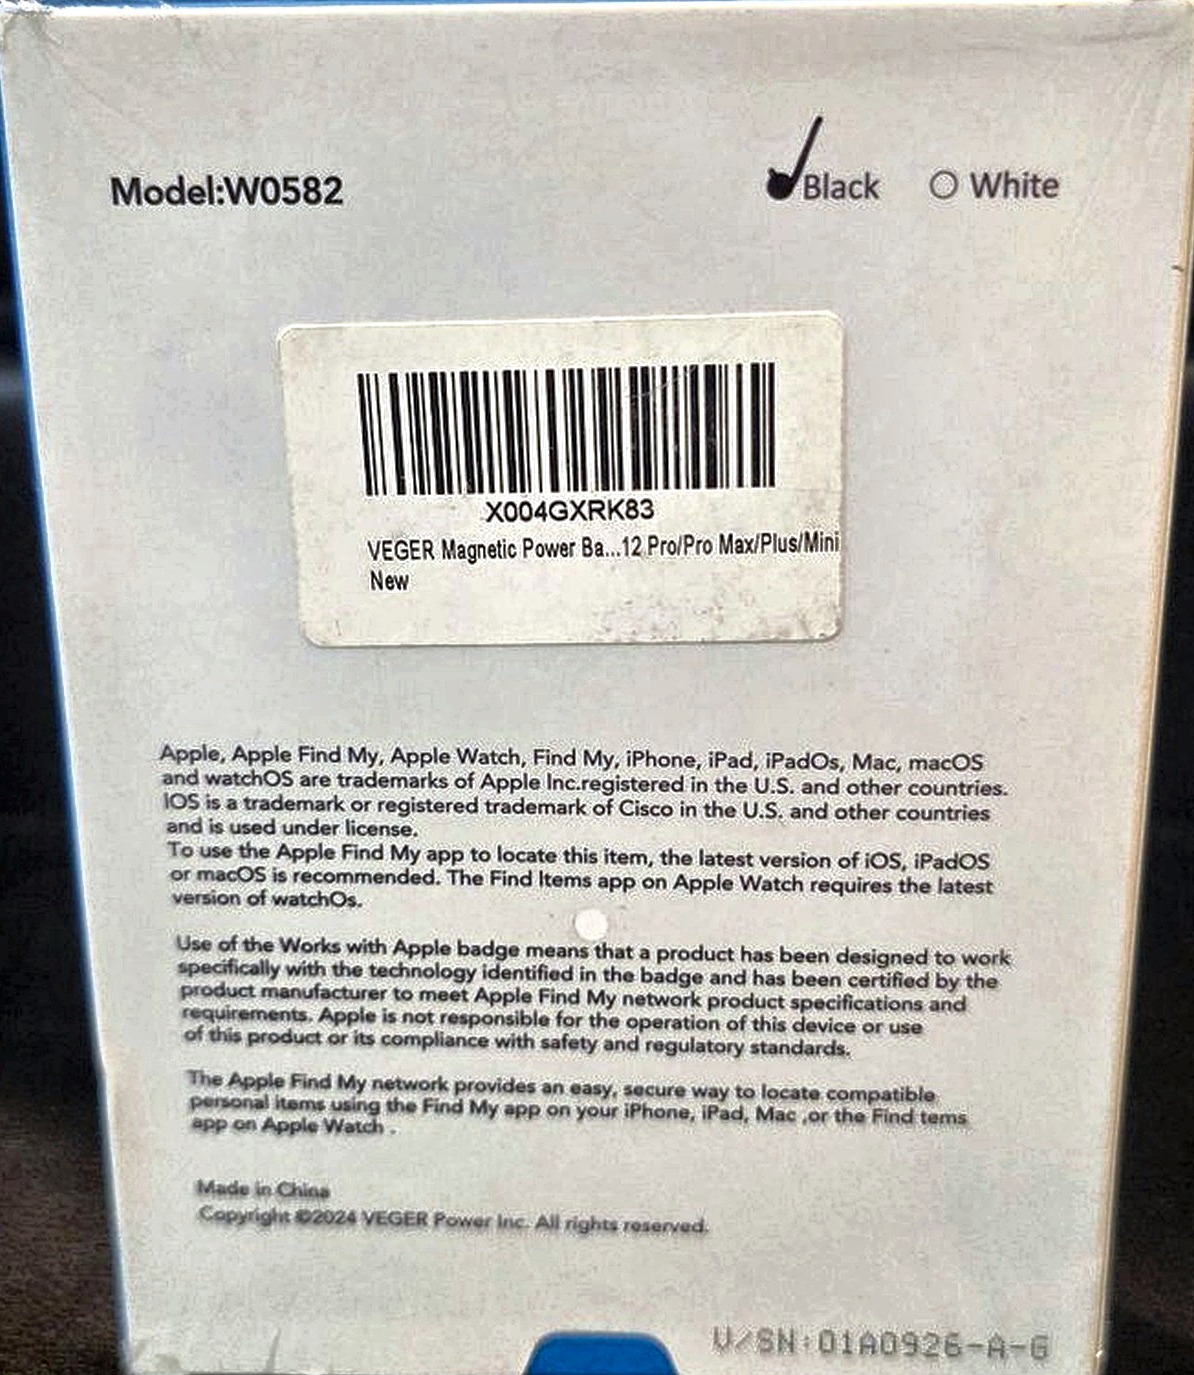 Model:W0582
Black White
X004GXRK83
VEGER Magnetic Power Ba...12 Pro/Pro Max/Plus/Mini
New
Apple, Apple Find My, Apple Watch, Find My, iPhone, iPad, iPadOs, Mac, macOS
and watchOS are trademarks of Apple Inc.registered in the U.S. and other countries.
IOS is a trademark or registered trademark of Cisco in the U.S. and other countries
and is used under license.
To use the Apple Find My app to locate this item, the latest version of iOS, iPadOS
or macOS is recommended. The Find Items app on Apple Watch requires the latest
version of watchOs.
Use of the Works with Apple badge means that a product has been designed to work
specifically with the technology identified in the badge and has been certified by the
product manufacturer to meet Apple Find My network product specifications and
requirements. Apple is not responsible for the operation of this device or use
of this product or its compliance with safety and regulatory standards.
The Apple Find My network provides an easy, secure way to locate compatible
personal items using the Find My app on your iPhone, iPad, Mac ,or the Find tems
app on Apple Watch .
Made in China
Copyright ©2024 VEGER Power Inc. All rights reserved.
V/SN:01A0926-A-G